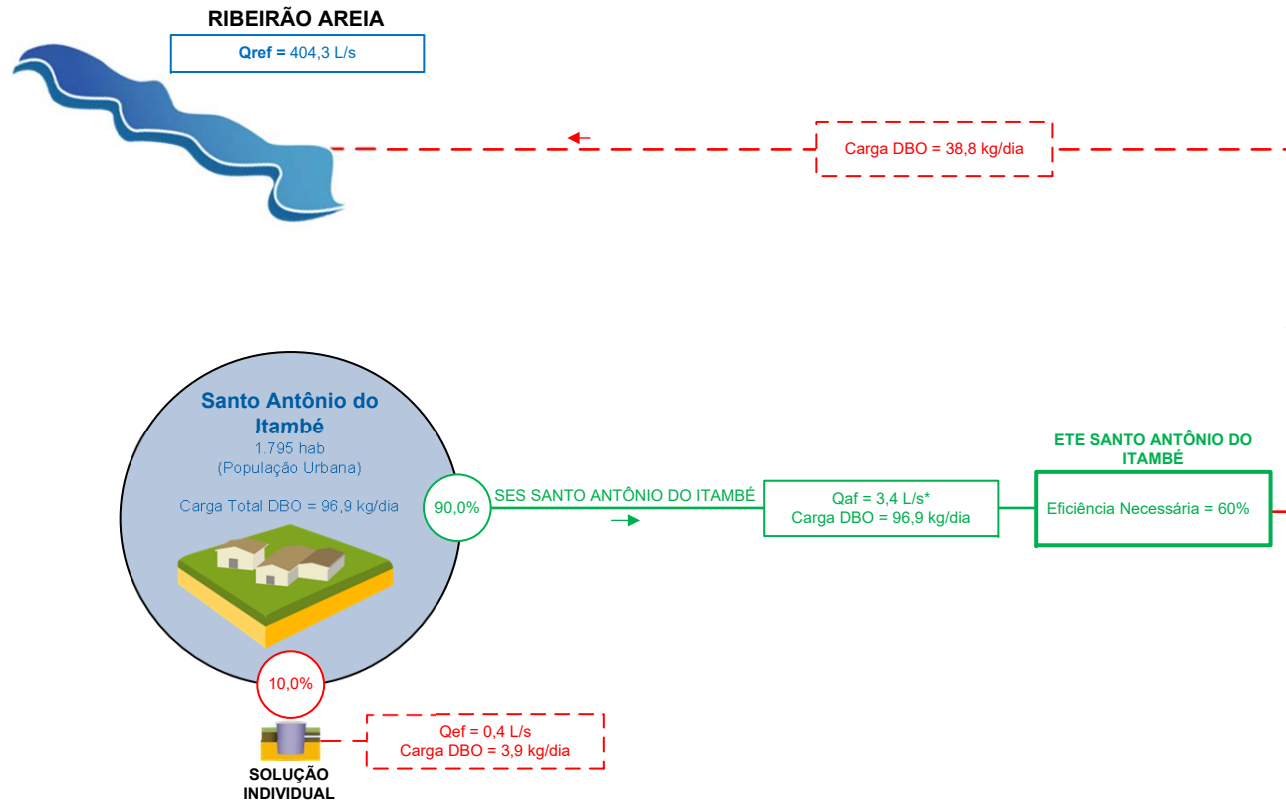 RIBEIRÃO AREIA
Qref = 404,3 L/s
Carga DBO = 38,8 kg/dia
Santo Antônio do
Itambé
1.795 hab
(População Urbana)
Carga Total DBO = 96,9 kg/dia
90,0%
SES SANTO ANTÔNIO DO ITAMBÉ
Qaf = 3,4 L/s*
Carga DBO = 96,9 kg/dia
ETE SANTO ANTÔNIO DO
ITAMBÉ
Eficiência Necessária = 60%
10,0%
Qef = 0,4 L/s
Carga DBO = 3,9 kg/dia
SOLUÇÃO
INDIVIDUAL